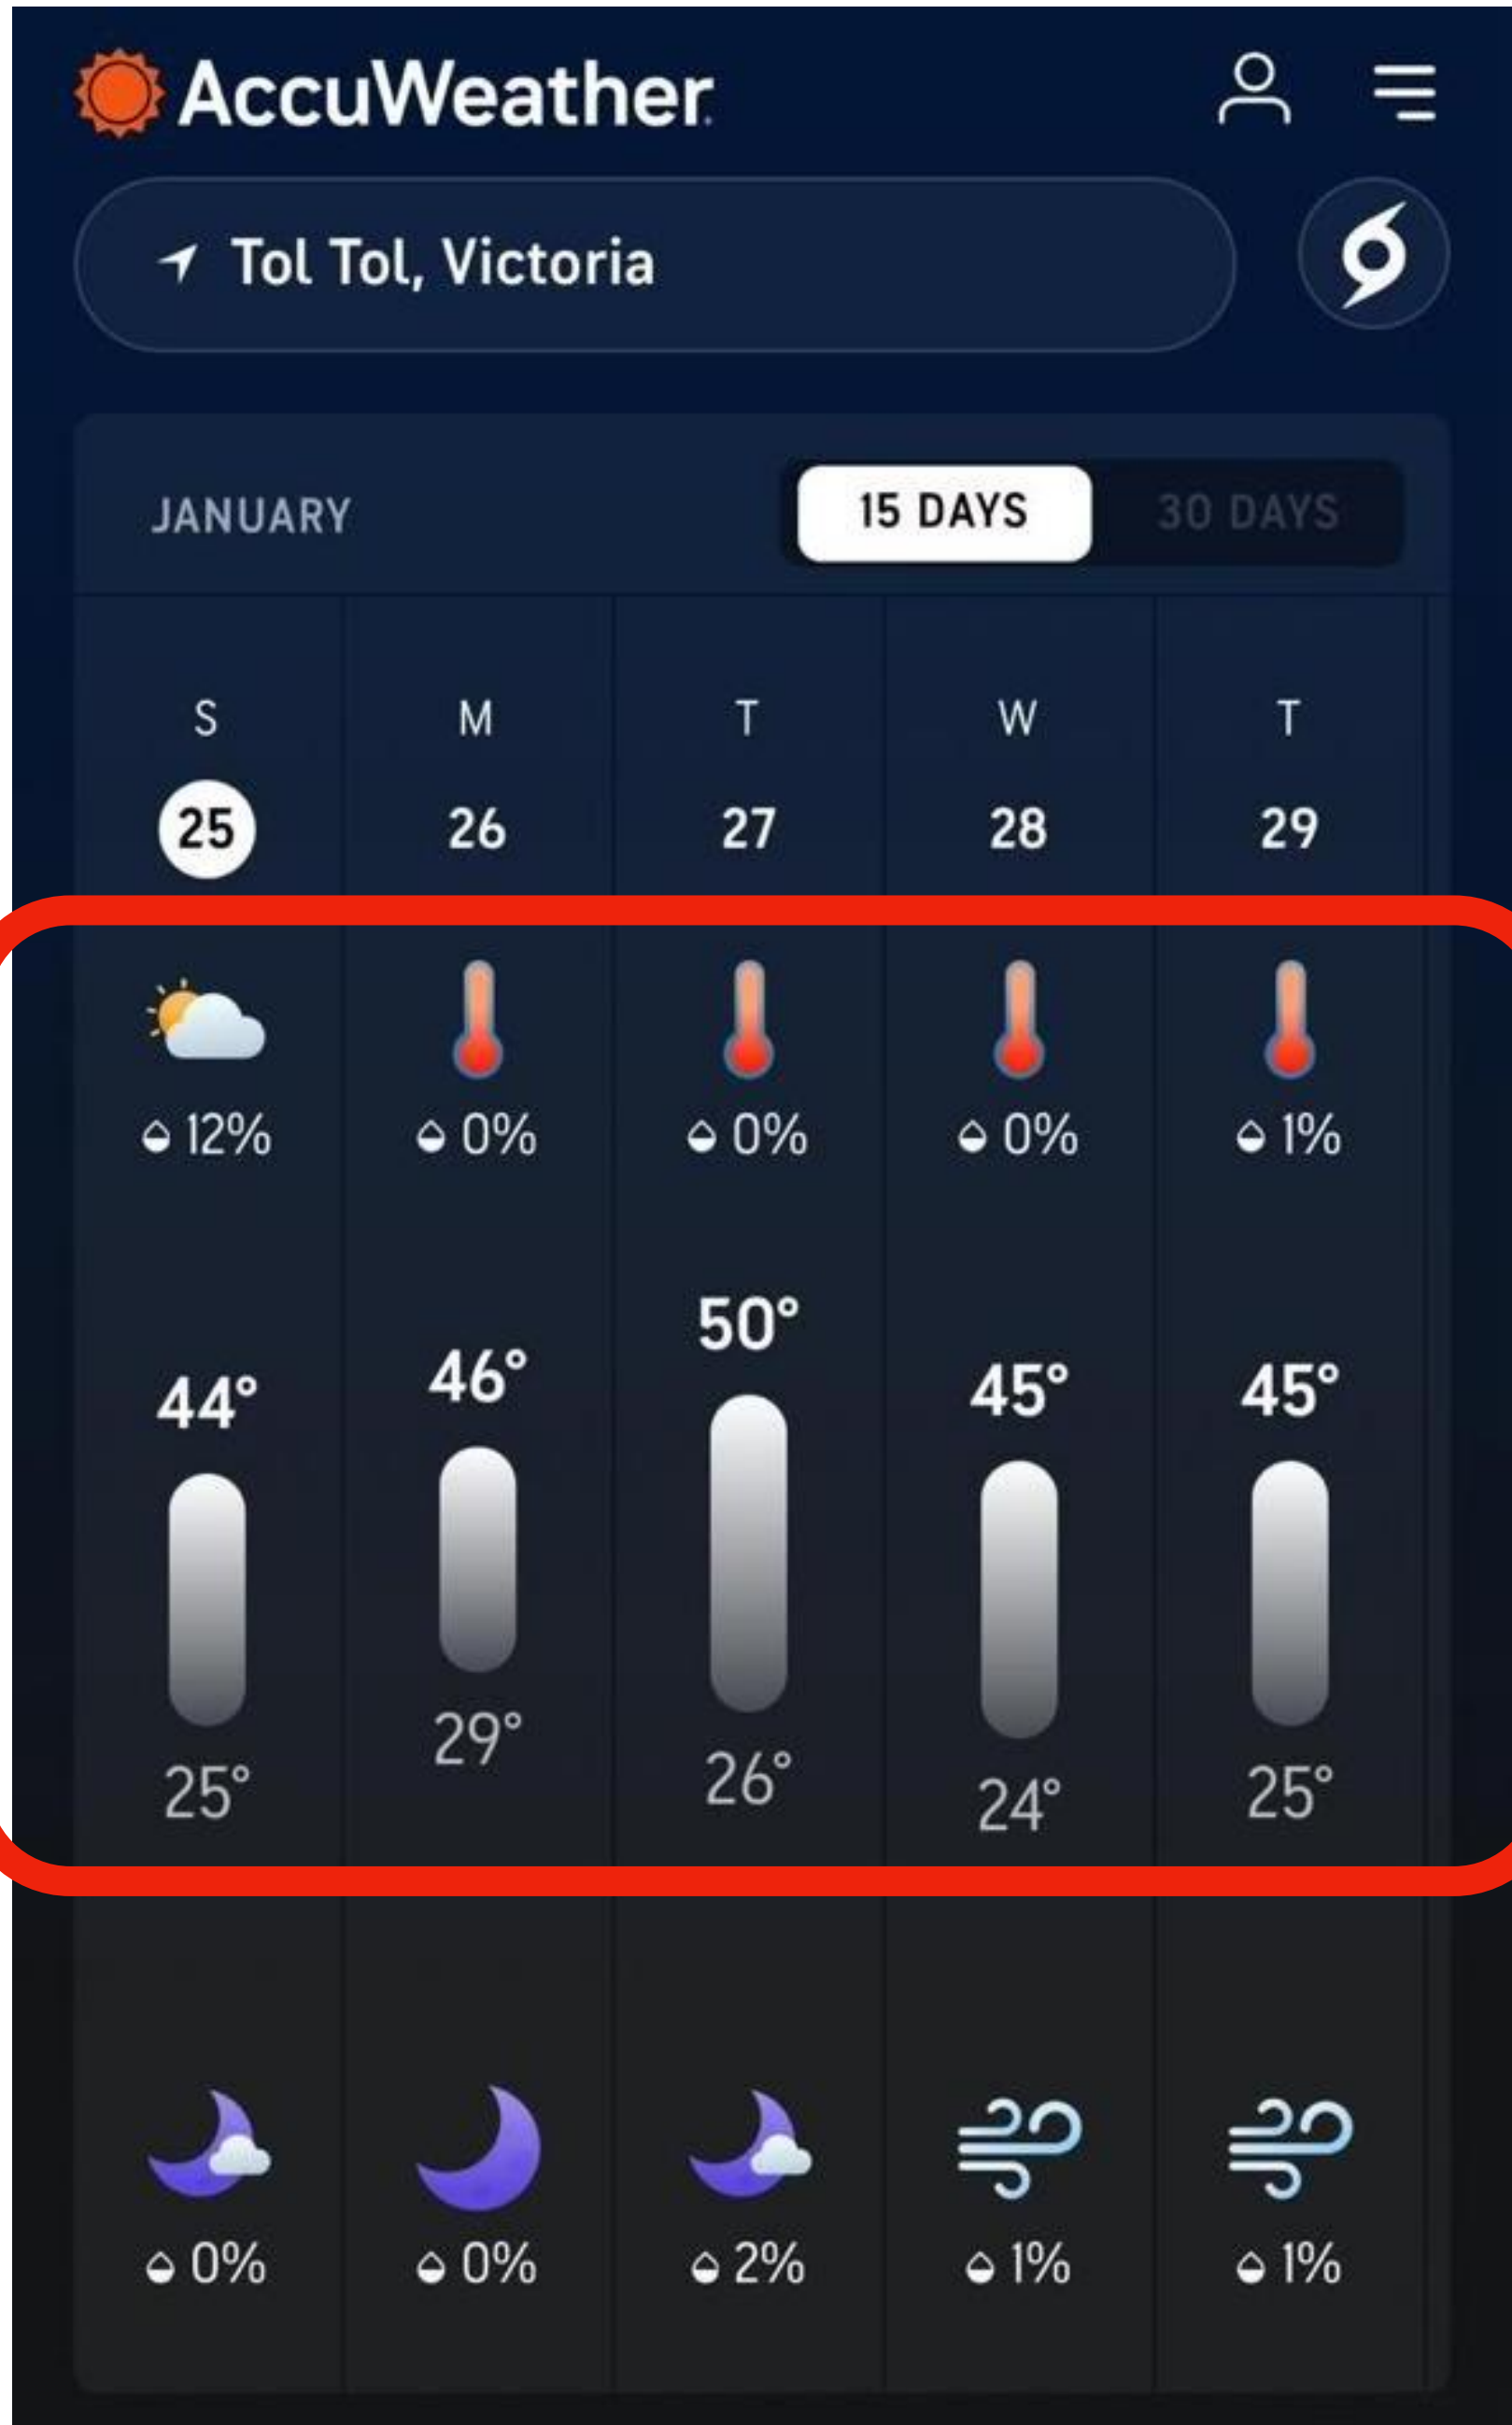 AccuWeather
Tol Tol, Victoria
JANUARY 15 DAYS 30 DAYS
S M T W T
25 26 27 28 29
12% 0% 0% 0% 1%
44° 46° 50° 45° 45°
25° 29° 26° 24° 25°
0% 0% 2% 1% 1%